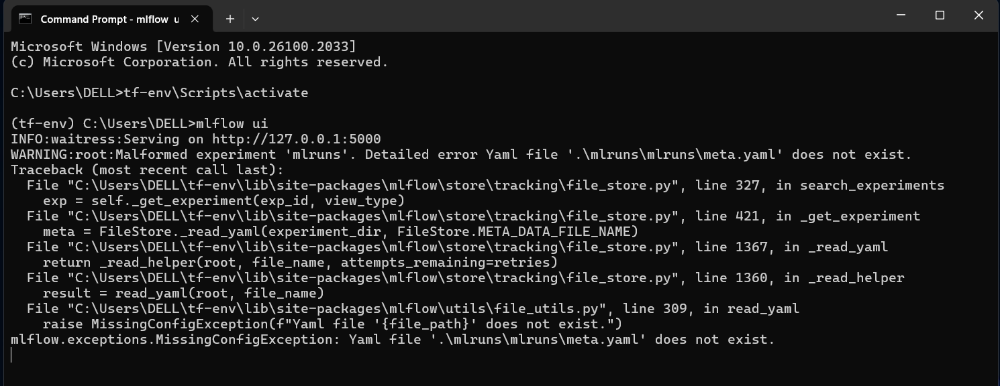 Command Prompt - mlflow u
Microsoft Windows [Version 10.0.26100.2033]
(c) Microsoft Corporation. All rights reserved.
C:\Users\DELL>tf-env\Scripts\activate
(tf-env) C:\Users\DELL>mlflow ui
INFO:waitress:Serving on http://127.0.0.1:5000
WARNING:root:Malformed experiment 'mlruns'. Detailed error Yaml file '.\mlruns\mlruns\meta.yaml' does not exist.
Traceback (most recent call last):
  File "C:\Users\DELL\tf-env\lib\site-packages\mlflow\store\tracking\file_store.py", line 327, in search_experiments
    exp = self._get_experiment(exp_id, view_type)
  File "C:\Users\DELL\tf-env\lib\site-packages\mlflow\store\tracking\file_store.py", line 421, in _get_experiment
    meta = FileStore._read_yaml(experiment_dir, FileStore.META_DATA_FILE_NAME)
  File "C:\Users\DELL\tf-env\lib\site-packages\mlflow\store\tracking\file_store.py", line 1367, in _read_yaml
    return _read_helper(root, file_name, attempts_remaining=retries)
  File "C:\Users\DELL\tf-env\lib\site-packages\mlflow\store\tracking\file_store.py", line 1360, in _read_helper
    result = read_yaml(root, file_name)
  File "C:\Users\DELL\tf-env\lib\site-packages\mlflow\utils\file_utils.py", line 309, in read_yaml
    raise MissingConfigException(f"Yaml file '{file_path}' does not exist.")
mlflow.exceptions.MissingConfigException: Yaml file '.\mlruns\mlruns\meta.yaml' does not exist.